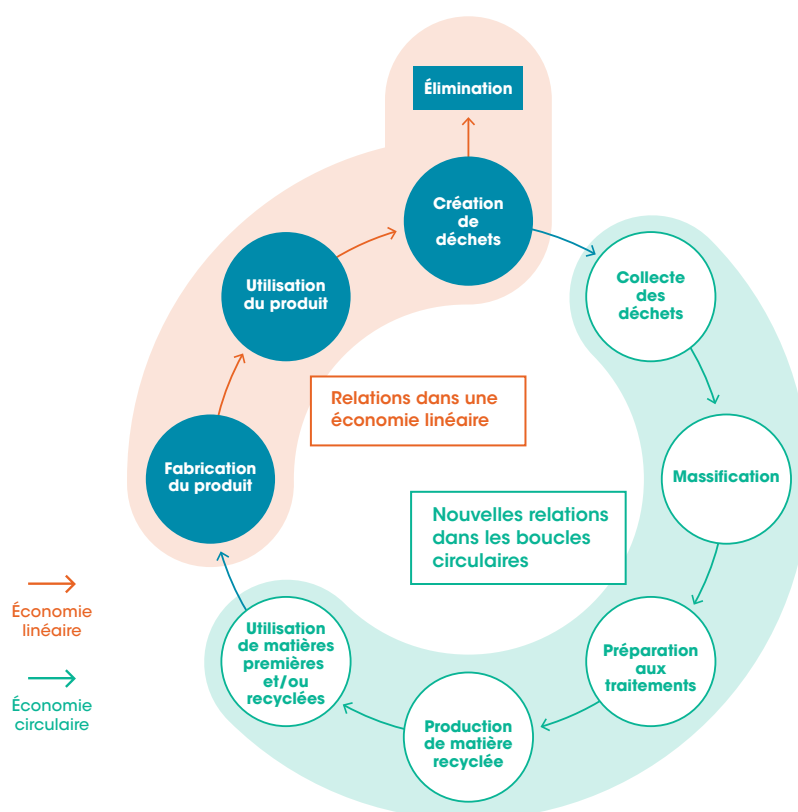 Élimination
Création
de
déchets
Utilisation
du produit
Collecte
des
déchets
Relations dans une
économie linéaire
Fabrication
du produit
Massification
Nouvelles relations
dans les boucles
circulaires
Économie
linéaire
Utilisation
de matières
premières
et/ou
recyclées
Préparation
aux
traitements
Économie
circulaire
Production
de matière
recyclée